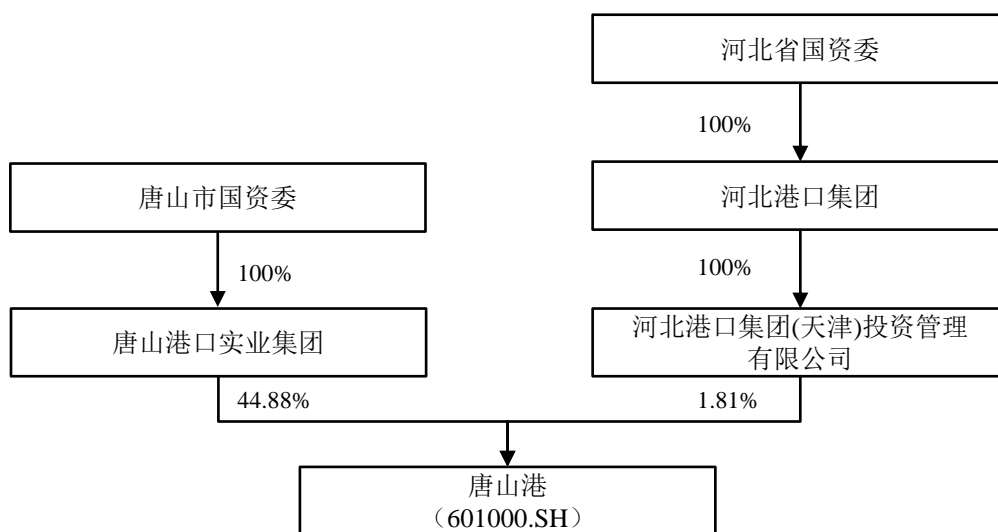 河北省国资委
100%
唐山市国资委
河北港口集团
100%
100%
唐山港口实业集团
河北港口集团(天津)投资管理
有限公司
44.88%
1.81%
唐山港
（601000.SH）